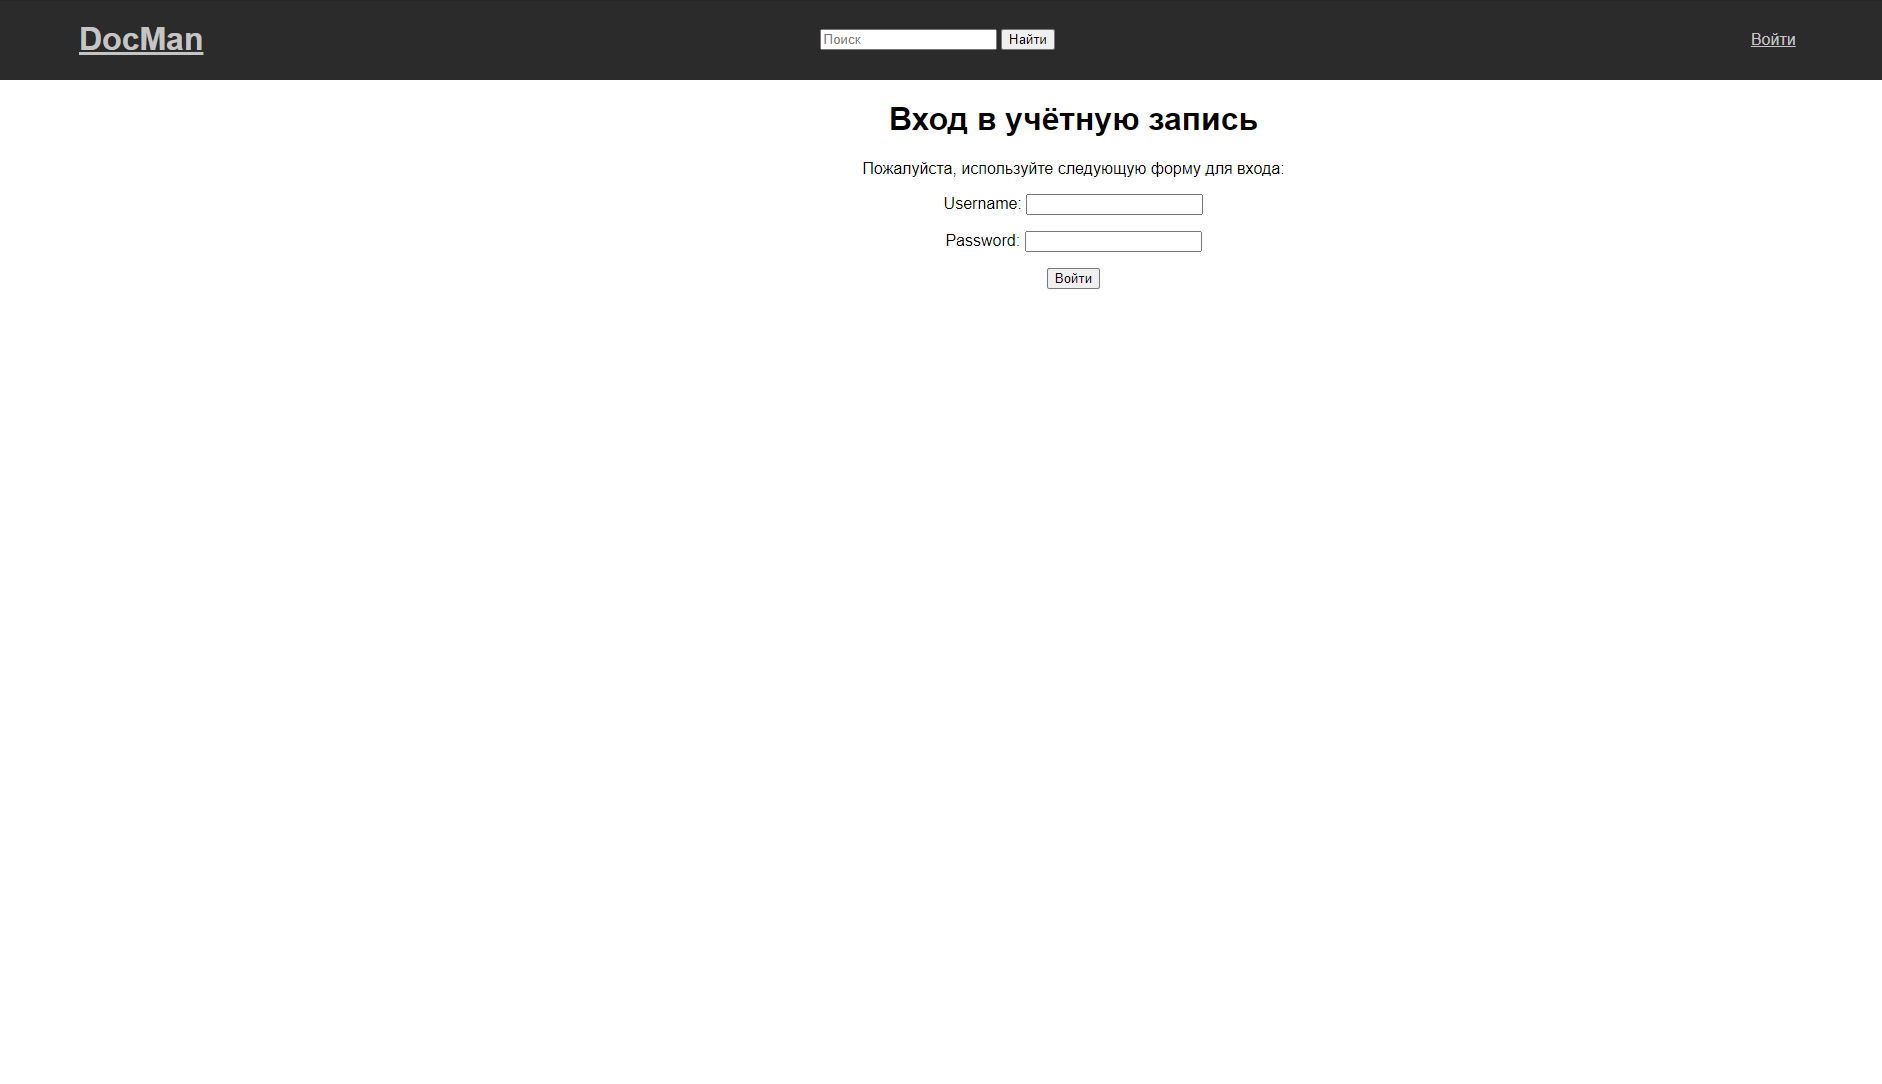 DocMan
Поиск Найти
Войти
Вход в учётную запись
Пожалуйста, используйте следующую форму для входа:
Username:
Password:
Войти